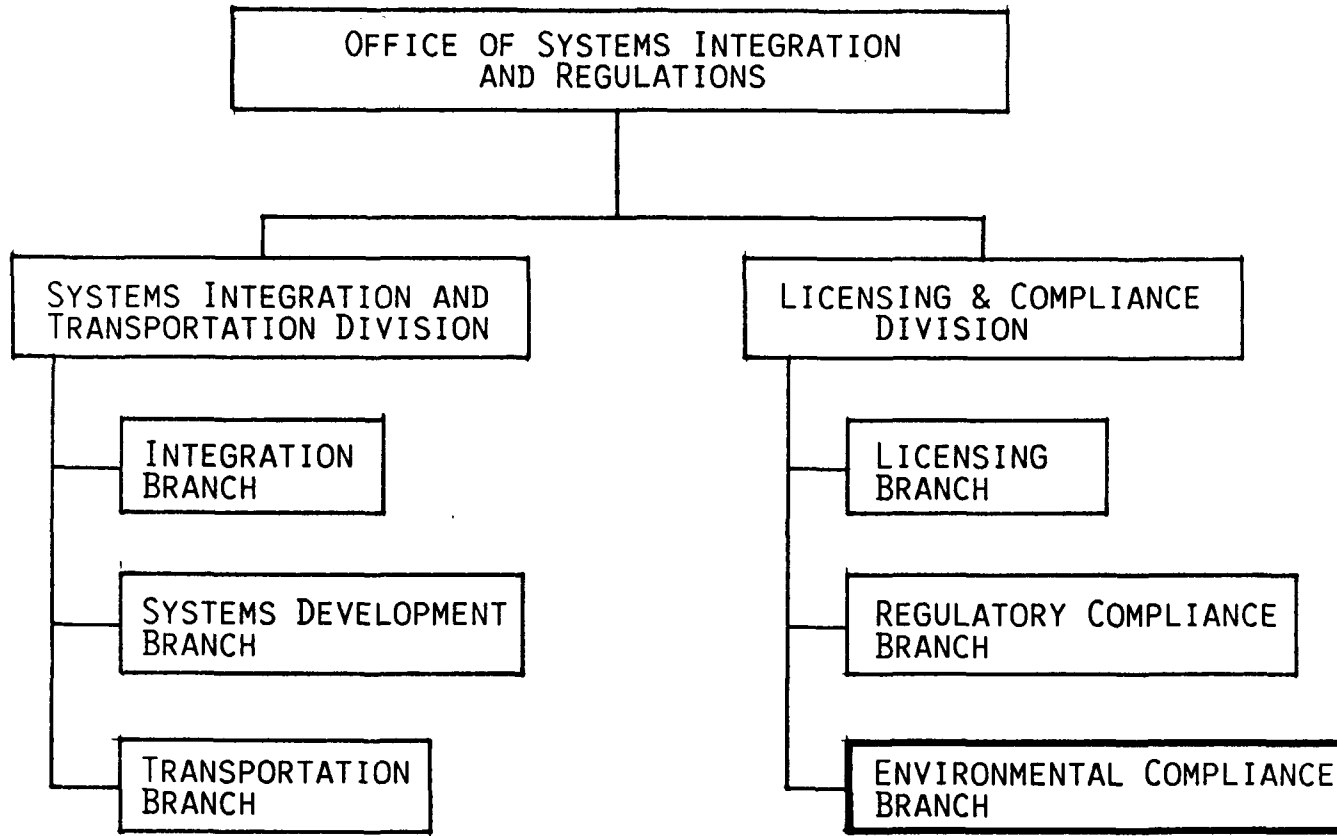 OFFICE OF SYSTEMS INTEGRATION
AND REGULATIONS
SYSTEMS INTEGRATION AND
TRANSPORTATION DIVISION
INTEGRATION
BRANCH
SYSTEMS DEVELOPMENT
BRANCH
TRANSPORTATION
BRANCH
LICENSING & COMPLIANCE
DIVISION
LICENSING
BRANCH
REGULATORY COMPLIANCE
BRANCH
ENVIRONMENTAL COMPLIANCE
BRANCH